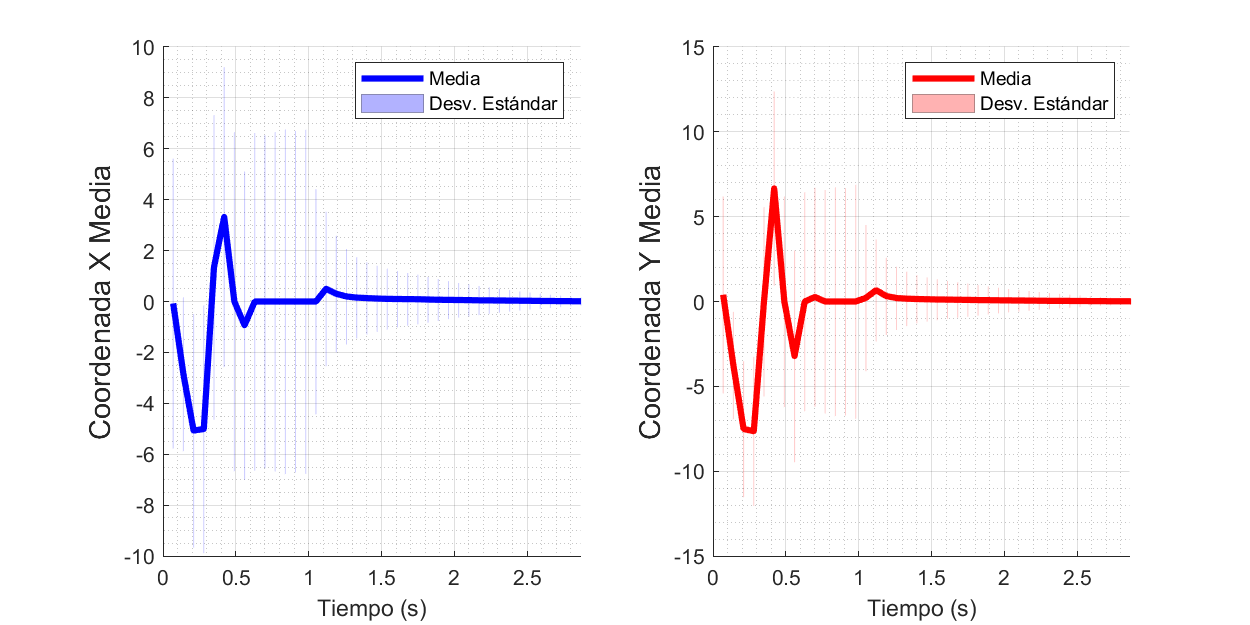 10
8
6
4
2
0
-2
-4
-6
-8
-10
0 0.5 1 1.5 2 2.5
Tiempo (s)
Coordenada X Media
Media
Desv. Estándar
15
10
5
0
-5
-10
-15
0 0.5 1 1.5 2 2.5
Tiempo (s)
Coordenada Y Media
Media
Desv. Estándar